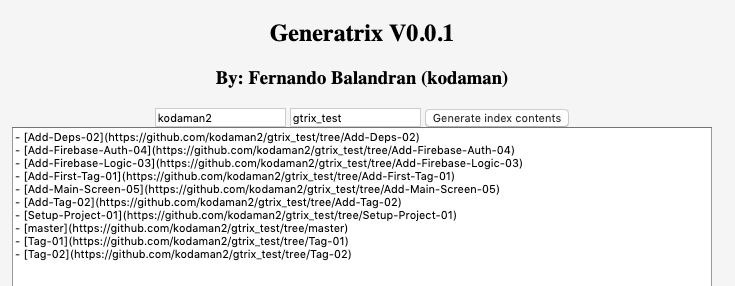 Generatrix V0.0.1
By: Fernando Balandran (kodaman)
kodaman2 gtrix_test Generate index contents
- [Add-Deps-02](https://github.com/kodaman2/gtrix_test/tree/Add-Deps-02)
- [Add-Firebase-Auth-04](https://github.com/kodaman2/gtrix_test/tree/Add-Firebase-Auth-04)
- [Add-Firebase-Logic-03](https://github.com/kodaman2/gtrix_test/tree/Add-Firebase-Logic-03)
- [Add-First-Tag-01](https://github.com/kodaman2/gtrix_test/tree/Add-First-Tag-01)
- [Add-Main-Screen-05](https://github.com/kodaman2/gtrix_test/tree/Add-Main-Screen-05)
- [Add-Tag-02](https://github.com/kodaman2/gtrix_test/tree/Add-Tag-02)
- [Setup-Project-01](https://github.com/kodaman2/gtrix_test/tree/Setup-Project-01)
- [master](https://github.com/kodaman2/gtrix_test/tree/master)
- [Tag-01](https://github.com/kodaman2/gtrix_test/tree/Tag-01)
- [Tag-02](https://github.com/kodaman2/gtrix_test/tree/Tag-02)